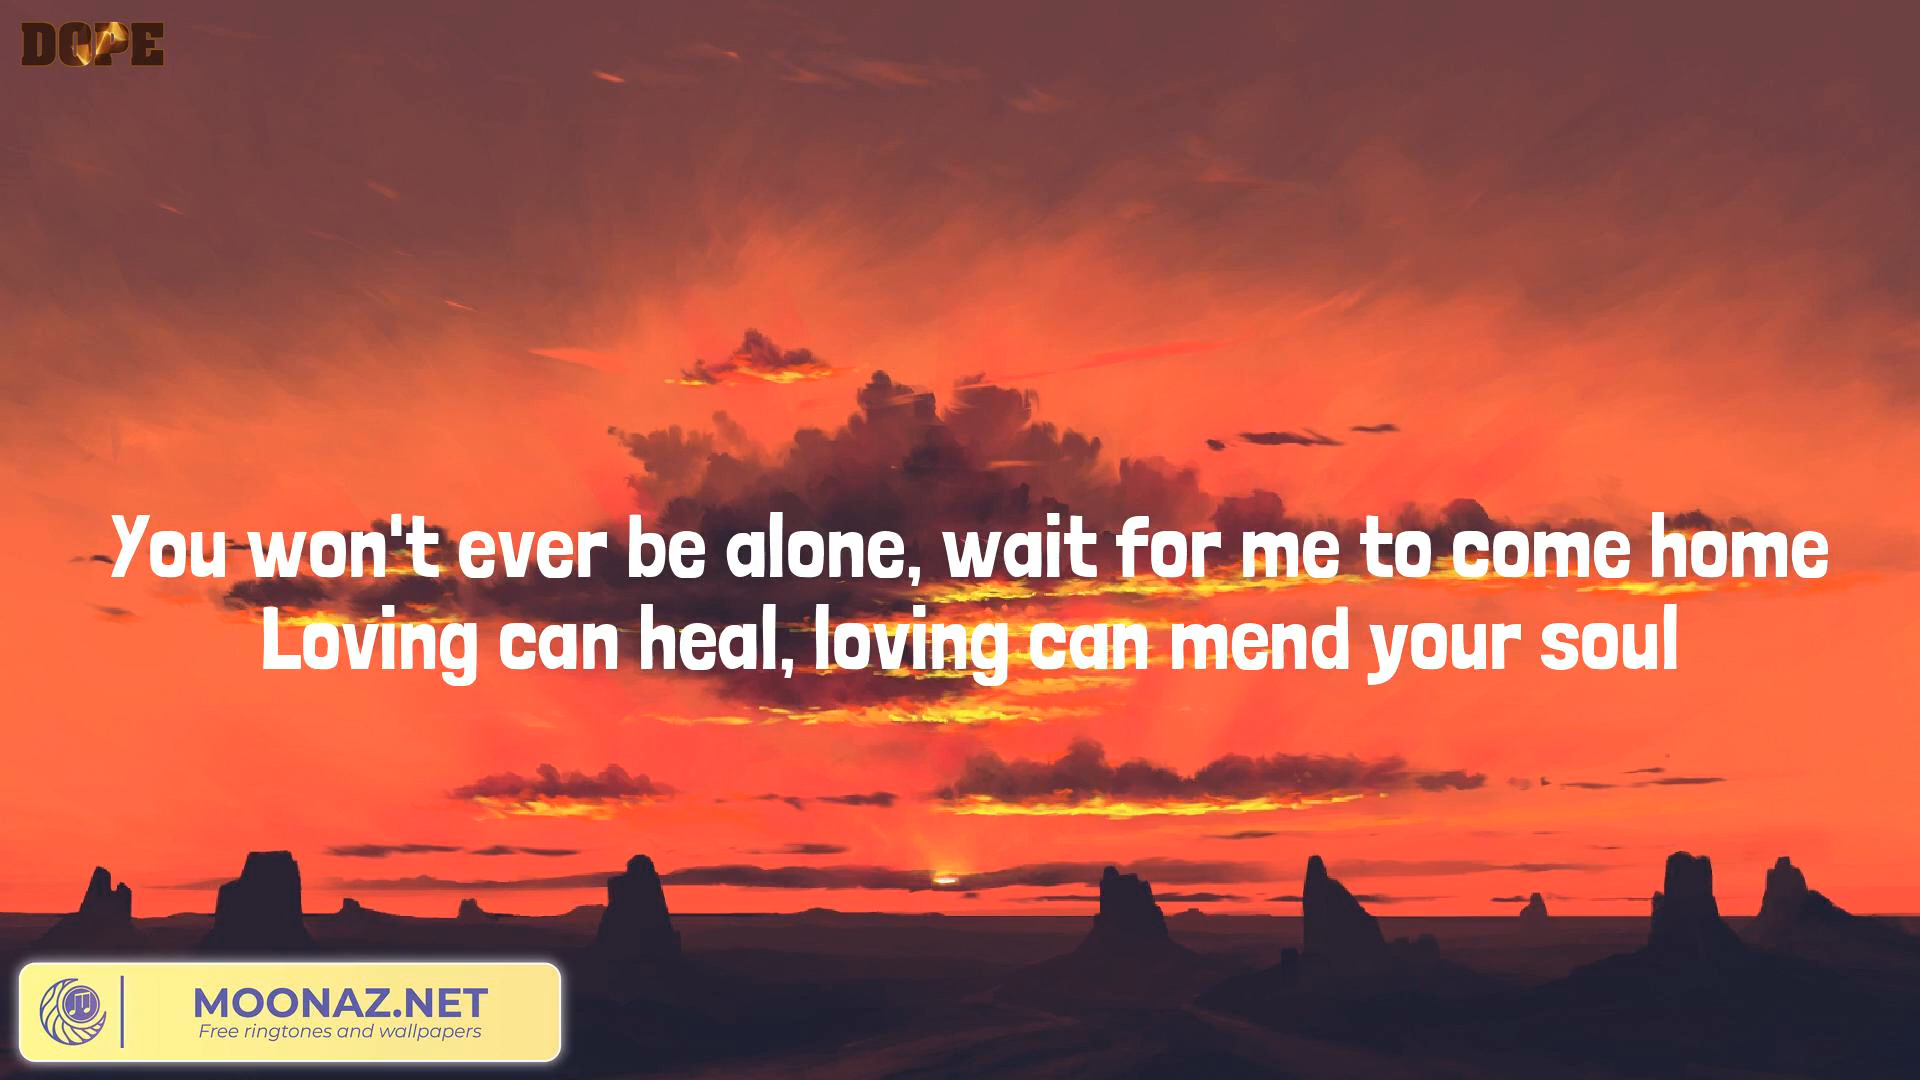 DOPE
You won't ever be alone, wait for me to come home
Loving can heal, loving can mend your soul
MOONAZ.NET
Free ringtones and wallpapers